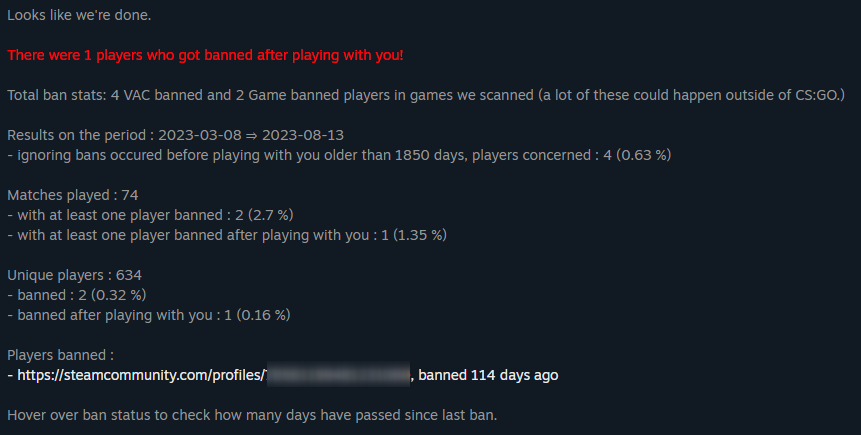 Looks like we're done.
There were 1 players who got banned after playing with you!
Total ban stats: 4 VAC banned and 2 Game banned players in games we scanned (a lot of these could happen outside of CS:GO.)
Results on the period : 2023-03-08 ⇒ 2023-08-13
- ignoring bans occured before playing with you older than 1850 days, players concerned : 4 (0.63 %)
Matches played : 74
- with at least one player banned : 2 (2.7 %)
- with at least one player banned after playing with you : 1 (1.35 %)
Unique players : 634
- banned : 2 (0.32 %)
- banned after playing with you : 1 (0.16 %)
Players banned :
- https://steamcommunity.com/profiles/, banned 114 days ago
Hover over ban status to check how many days have passed since last ban.